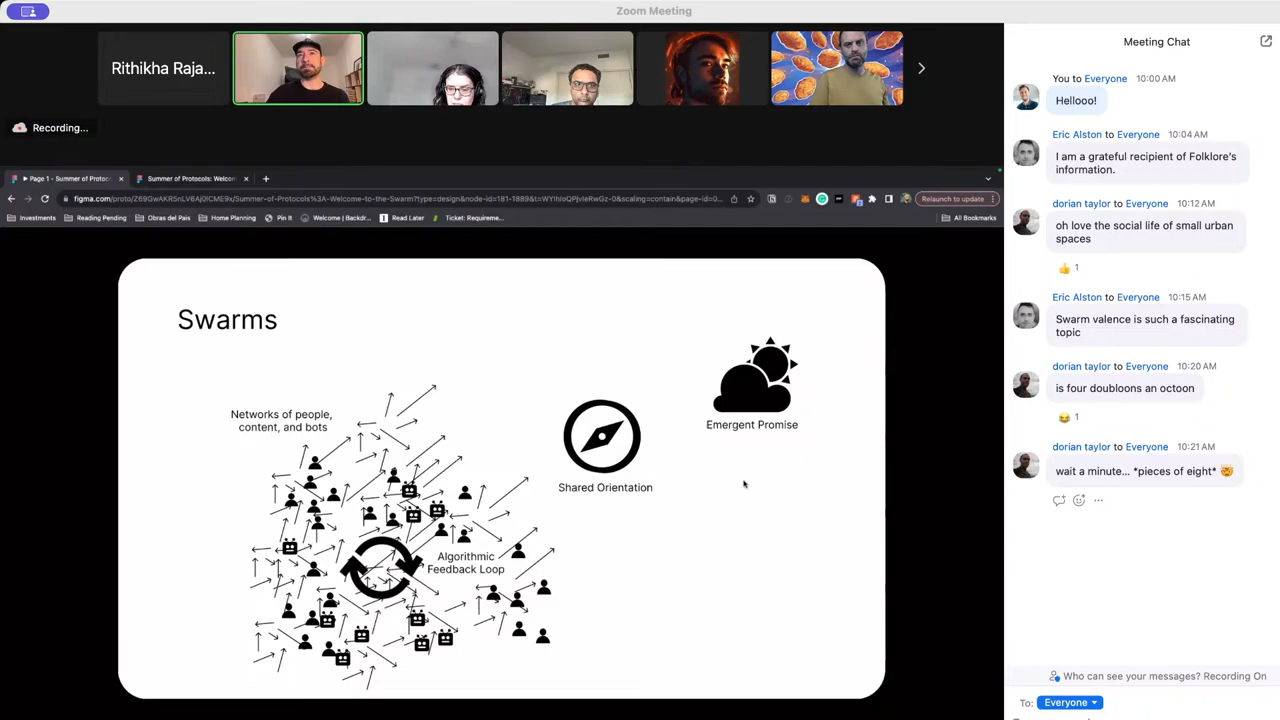 Zoom Meeting
Rithikha Raja...
Recording...
Page 1 - Summer of Protoc
Summer of Protocols: Welcom
Relaunch to update
Investments
Reading Pending
Obras del Pais
Home Planning
Pin It
Welcome | Backdr...
Read Later
Ticket: Requireme...
All Bookmarks
Swarms
Networks of people,
content, and bots
Algorithmic
Feedback Loop
Shared Orientation
Emergent Promise
Meeting Chat
You to Everyone 10:00 AM
Hellooo!
Eric Alston to Everyone 10:04 AM
I am a grateful recipient of Folklore's
information.
dorian taylor to Everyone 10:12 AM
oh love the social life of small urban
spaces
👍 1
Eric Alston to Everyone 10:15 AM
Swarm valence is such a fascinating
topic
dorian taylor to Everyone 10:20 AM
is four doubloons an octoon
😂 1
dorian taylor to Everyone 10:21 AM
wait a minute... *pieces of eight* 🤯
Who can see your messages? Recording On
To: Everyone